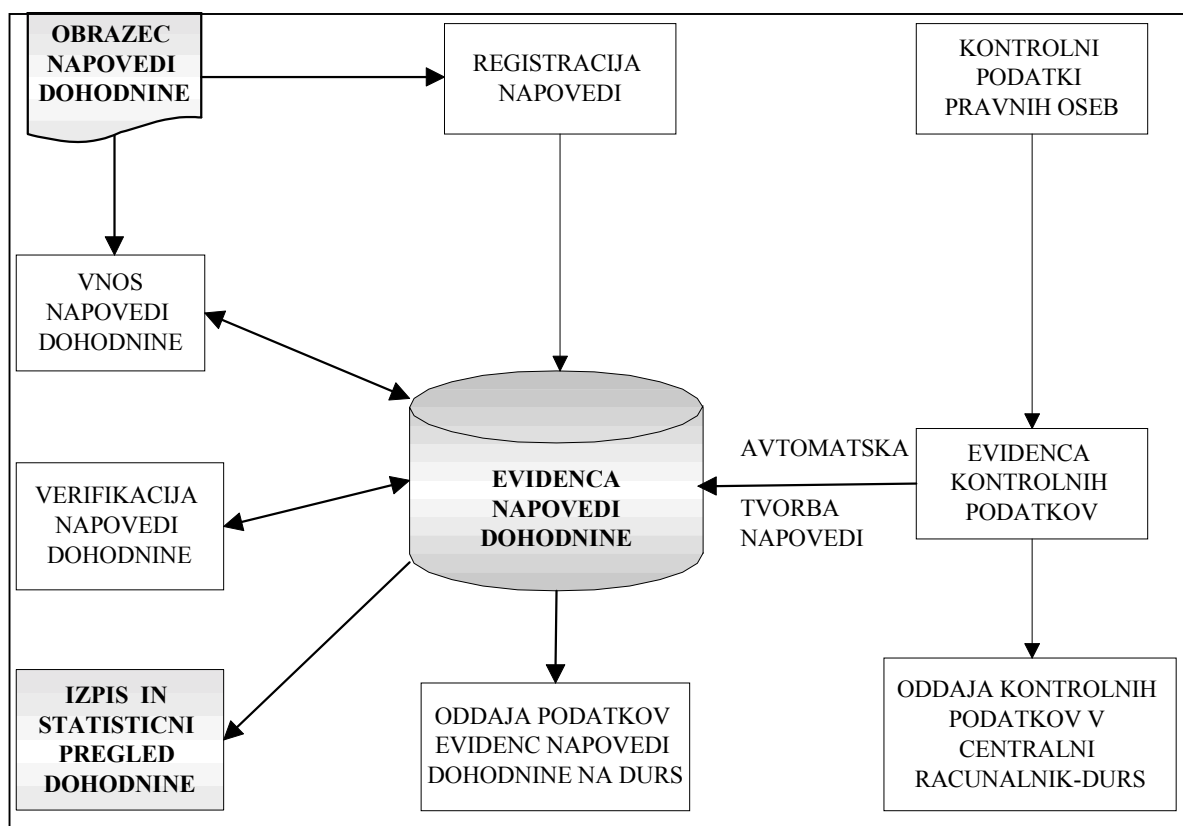 OBRAZEC
NAPOVEDI
DOHODNINE
REGISTRACIJA
NAPOVEDI
KONTROLNI
PODATKI
PRAVNIH OSEB
VNOS
NAPOVEDI
DOHODNINE
VERIFIKACIJA
NAPOVEDI
DOHODNINE
EVIDENCA
NAPOVEDI
DOHODNINE
AVTOMATSKA
TVORBA
NAPOVEDI
EVIDENCA
KONTROLNIH
PODATKOV
IZPIS IN
STATISTICNI
PREGLED
DOHODNINE
ODDAJA PODATKOV
EVIDENC NAPOVEDI
DOHODNINE NA DURS
ODDAJA KONTROLNIH
PODATKOV V
CENTRALNI
RACUNALNIK-DURS